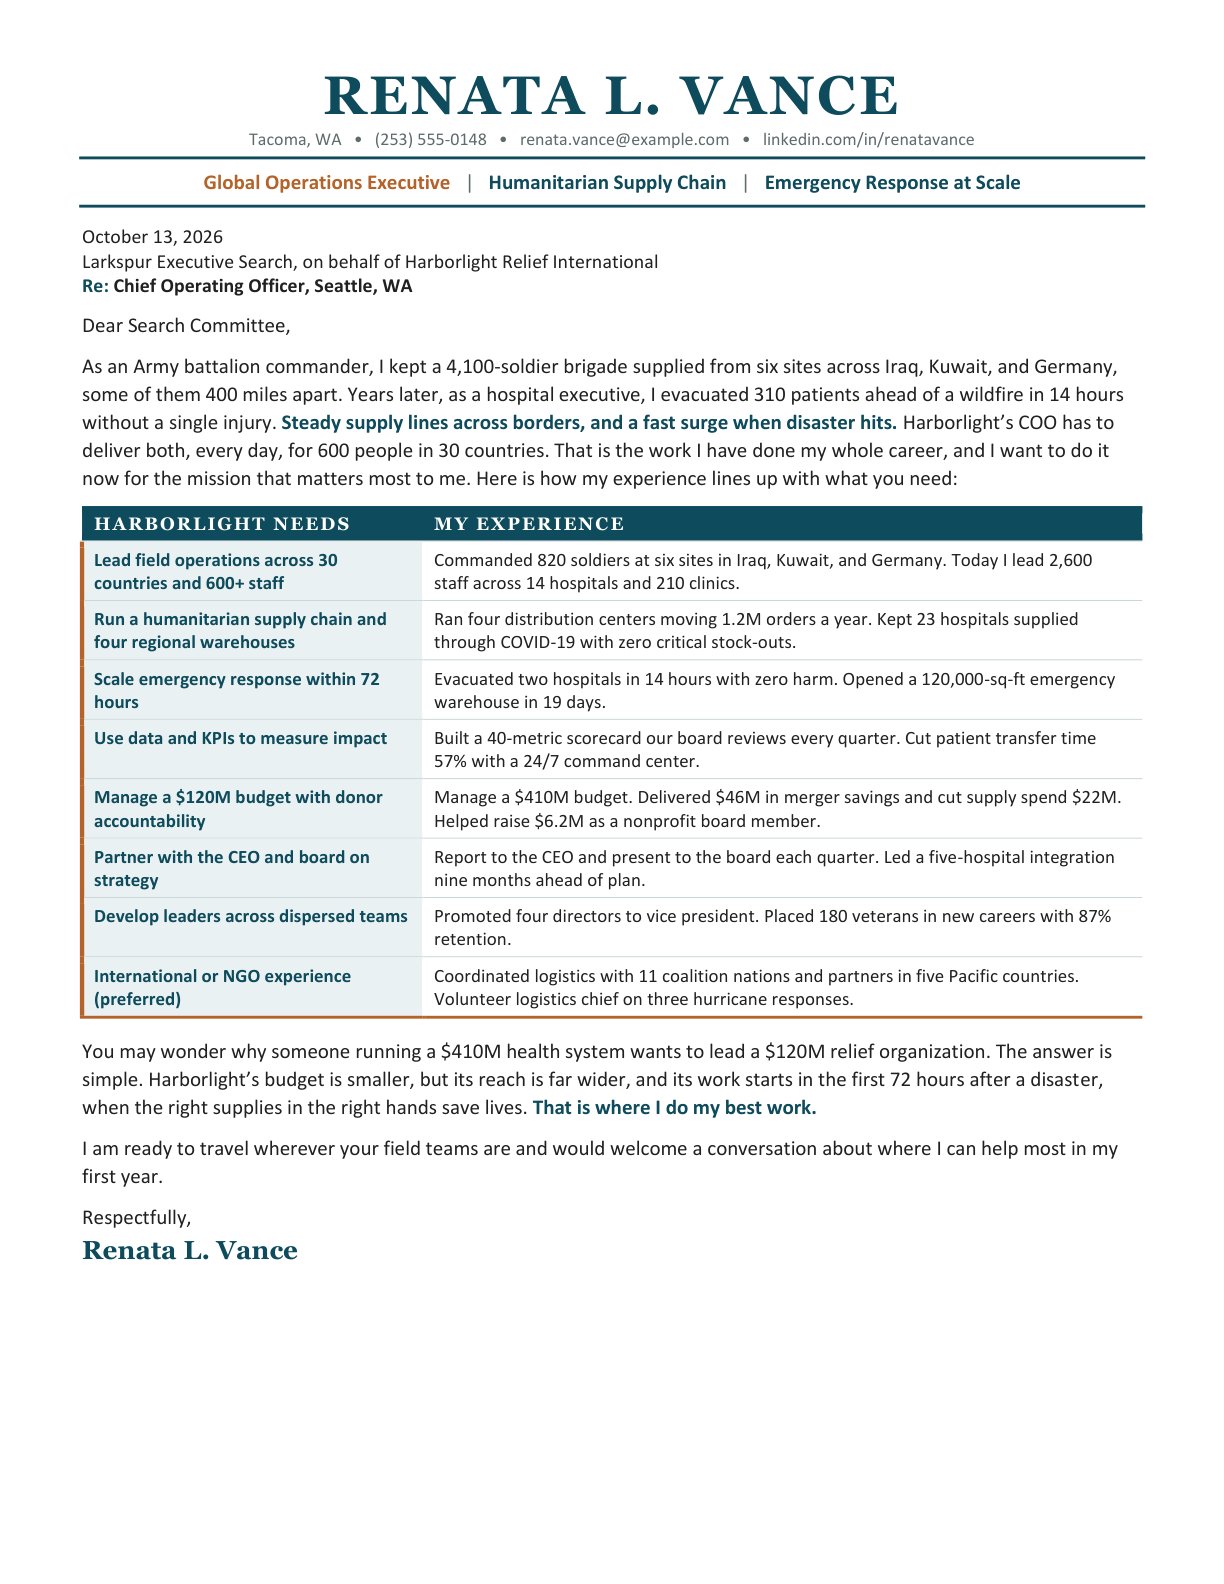 RENATA L. VANCE
Tacoma, WA • (253) 555-0148 • renata.vance@example.com • linkedin.com/in/renatavance
Global Operations Executive | Humanitarian Supply Chain | Emergency Response at Scale
October 13, 2026
Larkspur Executive Search, on behalf of Harborlight Relief International
Re: Chief Operating Officer, Seattle, WA
Dear Search Committee,
As an Army battalion commander, I kept a 4,100-soldier brigade supplied from six sites across Iraq, Kuwait, and Germany,
some of them 400 miles apart. Years later, as a hospital executive, I evacuated 310 patients ahead of a wildfire in 14 hours
without a single injury. Steady supply lines across borders, and a fast surge when disaster hits. Harborlight’s COO has to
deliver both, every day, for 600 people in 30 countries. That is the work I have done my whole career, and I want to do it
now for the mission that matters most to me. Here is how my experience lines up with what you need:
HARBORLIGHT NEEDS MY EXPERIENCE
Lead field operations across 30
countries and 600+ staff
Commanded 820 soldiers at six sites in Iraq, Kuwait, and Germany. Today I lead 2,600
staff across 14 hospitals and 210 clinics.
Run a humanitarian supply chain and
four regional warehouses
Ran four distribution centers moving 1.2M orders a year. Kept 23 hospitals supplied
through COVID-19 with zero critical stock-outs.
Scale emergency response within 72
hours
Evacuated two hospitals in 14 hours with zero harm. Opened a 120,000-sq-ft emergency
warehouse in 19 days.
Use data and KPIs to measure impact
Built a 40-metric scorecard our board reviews every quarter. Cut patient transfer time
57% with a 24/7 command center.
Manage a $120M budget with donor
accountability
Manage a $410M budget. Delivered $46M in merger savings and cut supply spend $22M.
Helped raise $6.2M as a nonprofit board member.
Partner with the CEO and board on
strategy
Report to the CEO and present to the board each quarter. Led a five-hospital integration
nine months ahead of plan.
Develop leaders across dispersed teams
Promoted four directors to vice president. Placed 180 veterans in new careers with 87%
retention.
International or NGO experience
(preferred)
Coordinated logistics with 11 coalition nations and partners in five Pacific countries.
Volunteer logistics chief on three hurricane responses.
You may wonder why someone running a $410M health system wants to lead a $120M relief organization. The answer is
simple. Harborlight’s budget is smaller, but its reach is far wider, and its work starts in the first 72 hours after a disaster,
when the right supplies in the right hands save lives. That is where I do my best work.
I am ready to travel wherever your field teams are and would welcome a conversation about where I can help most in my
first year.
Respectfully,
Renata L. Vance